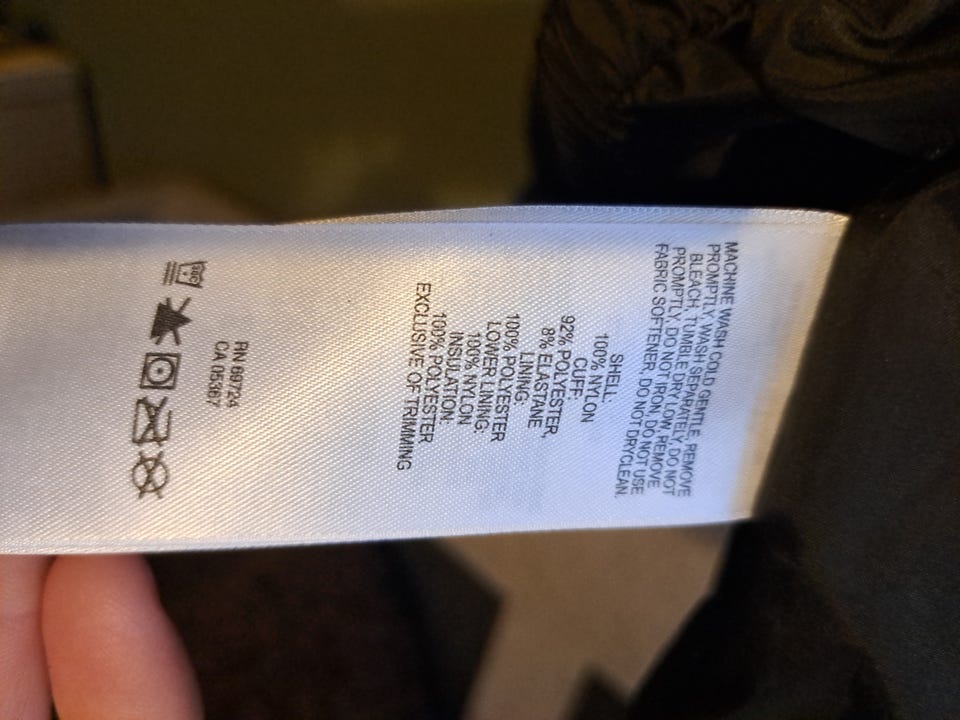 MACHINE WASH COLD GENTLE, REMOVE
PROMPTLY, WASH SEPARATLE, DO NOT
BLEACH, TUMBLE DRY LOW, REMOVE
PROMPTLY, DO NOT IRON, DO NOT USE
FABRIC SOFTENER, DO NOT DRYCLEAN.
SHELL:
100% NYLON
CUFF:
92% POLYESTER,
8% ELASTANE
LINING:
100% POLYESTER
LOWER LINING:
100% NYLON
INSULATION:
100% POLYESTER
EXCLUSIVE OF TRIMMING
RN 69724
CA 05367